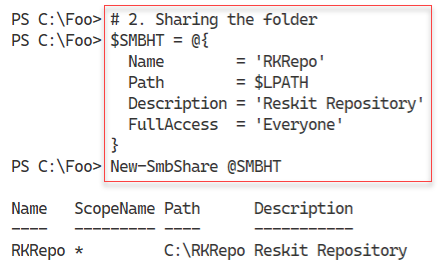 PS C:\Foo> # 2. Sharing the folder
PS C:\Foo> $SMBHT = @{
  Name        = 'RKRepo'
  Path        = $LPATH
  Description = 'Reskit Repository'
  FullAccess  = 'Everyone'
}
PS C:\Foo> New-SmbShare @SMBHT
Name   ScopeName Path      Description
----   --------- ----      -----------
RKRepo *         C:\RKRepo Reskit Repository